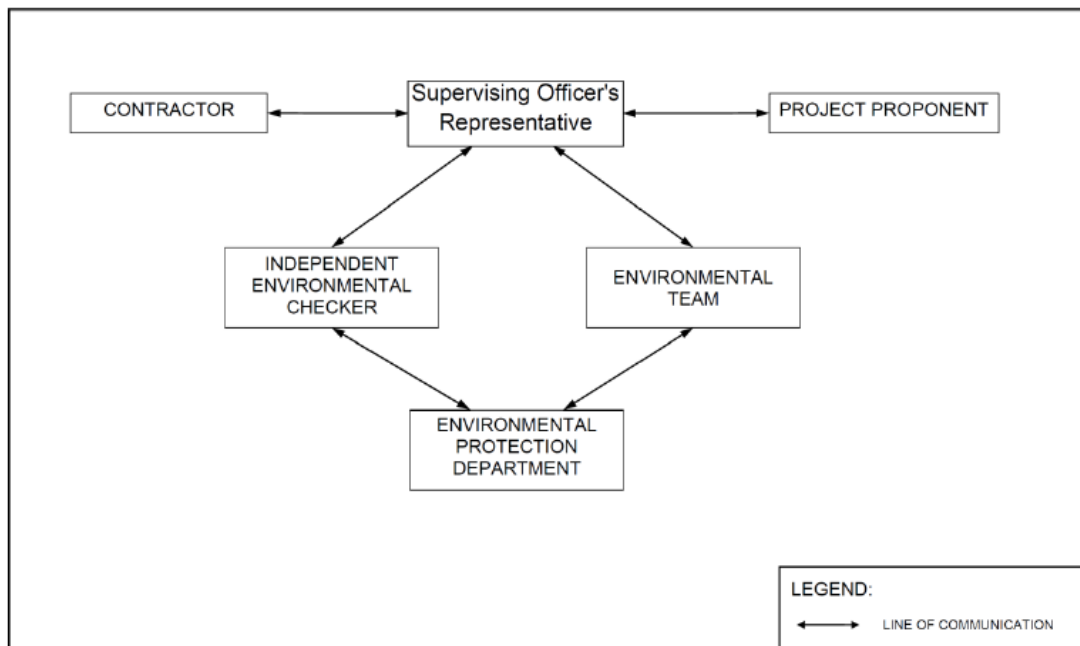 CONTRACTOR
Supervising Officer's
Representative
PROJECT PROPONENT
INDEPENDENT
ENVIRONMENTAL
CHECKER
ENVIRONMENTAL
TEAM
ENVIRONMENTAL
PROTECTION
DEPARTMENT
LEGEND:
LINE OF COMMUNICATION